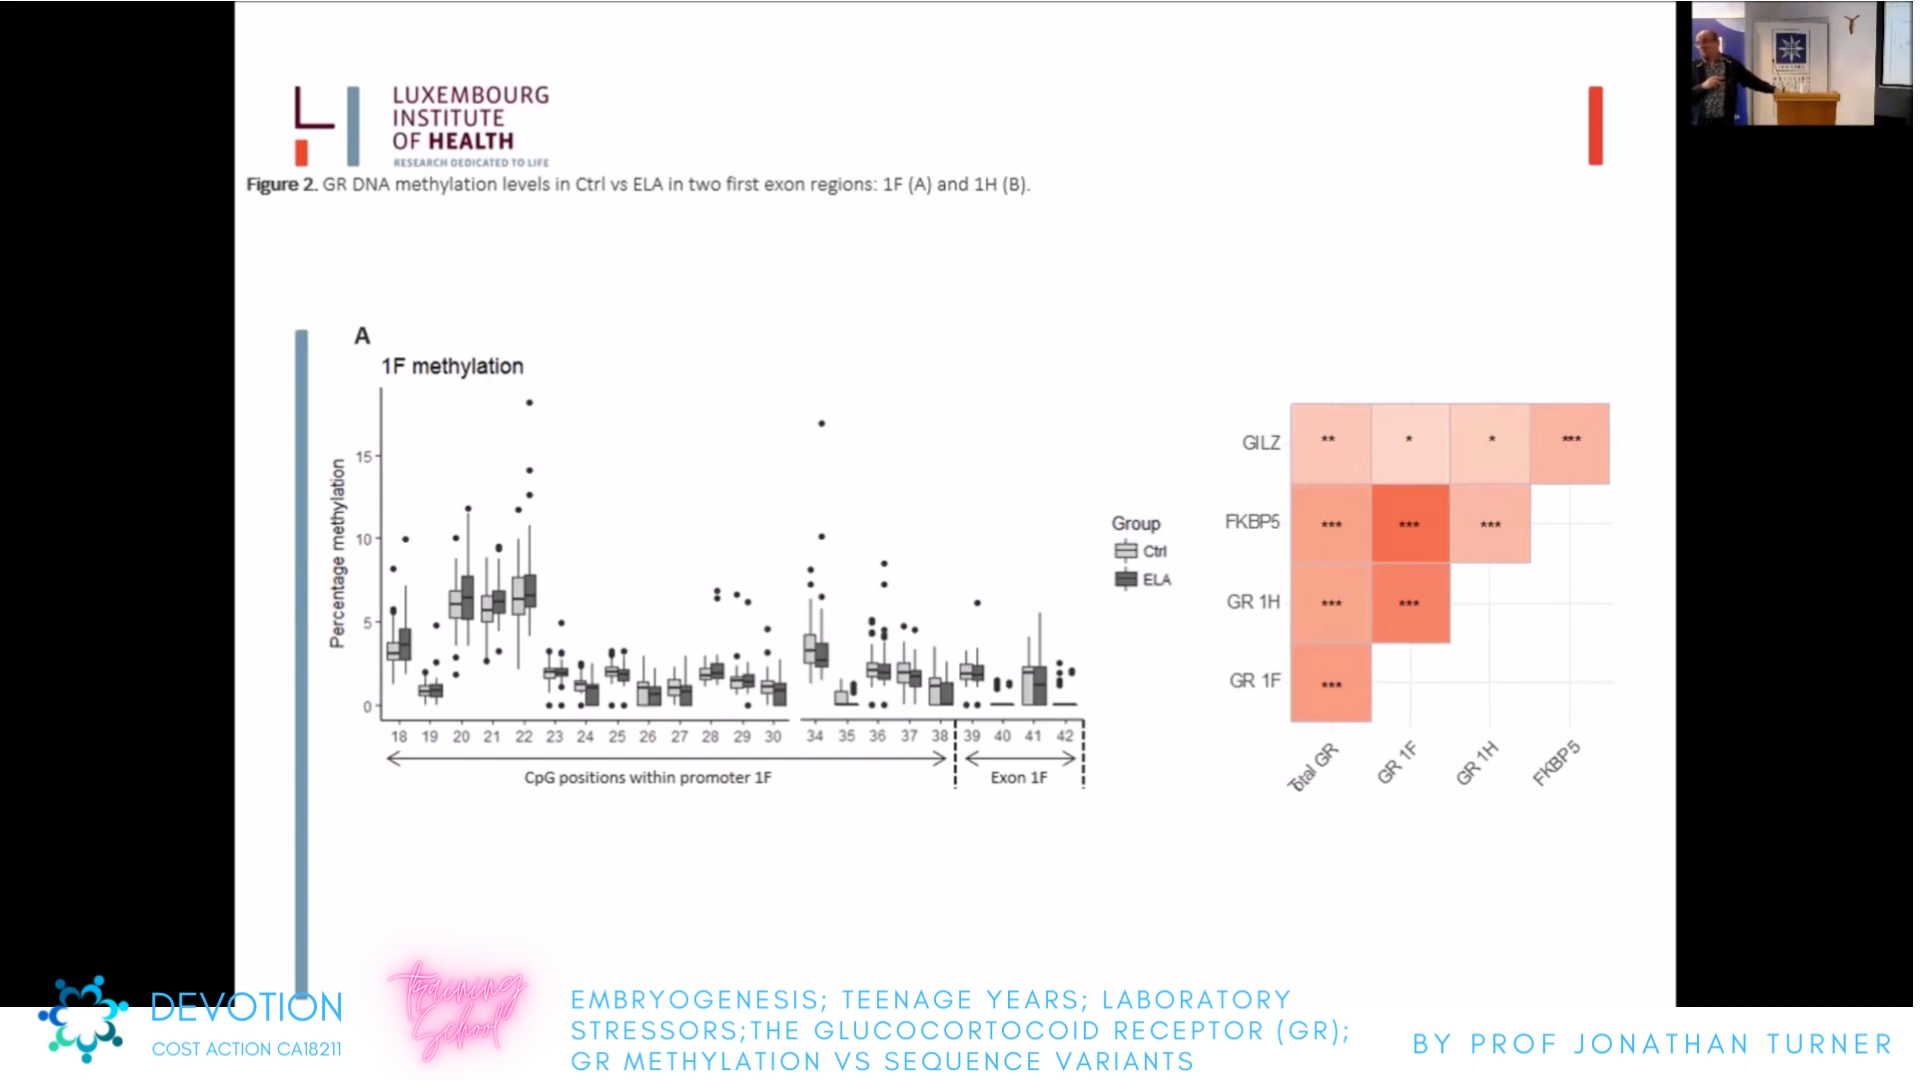 LUXEMBOURG
INSTITUTE
OF HEALTH
RESEARCH DEDICATED TO LIFE
Figure 2. GR DNA methylation levels in Ctrl vs ELA in two first exon regions: 1F (A) and 1H (B).
A
1F methylation
Percentage methylation
15
10
5
0
18 19 20 21 22 23 24 25 26 27 28 29 30 34 35 36 37 38 39 40 41 42
CpG positions within promoter 1F
Exon 1F
Group
Ctrl
ELA
GILZ ** * * ***
FKBP5 *** *** ***
GR 1H *** ***
GR 1F ***
Total GR GR 1F GR 1H FKBP5
DEVOTION
COST ACTION CA18211
Training
School
EMBRYOGENESIS; TEENAGE YEARS; LABORATORY
STRESSORS;THE GLUCOCORTOCOID RECEPTOR (GR);
GR METHYLATION VS SEQUENCE VARIANTS
BY PROF JONATHAN TURNER